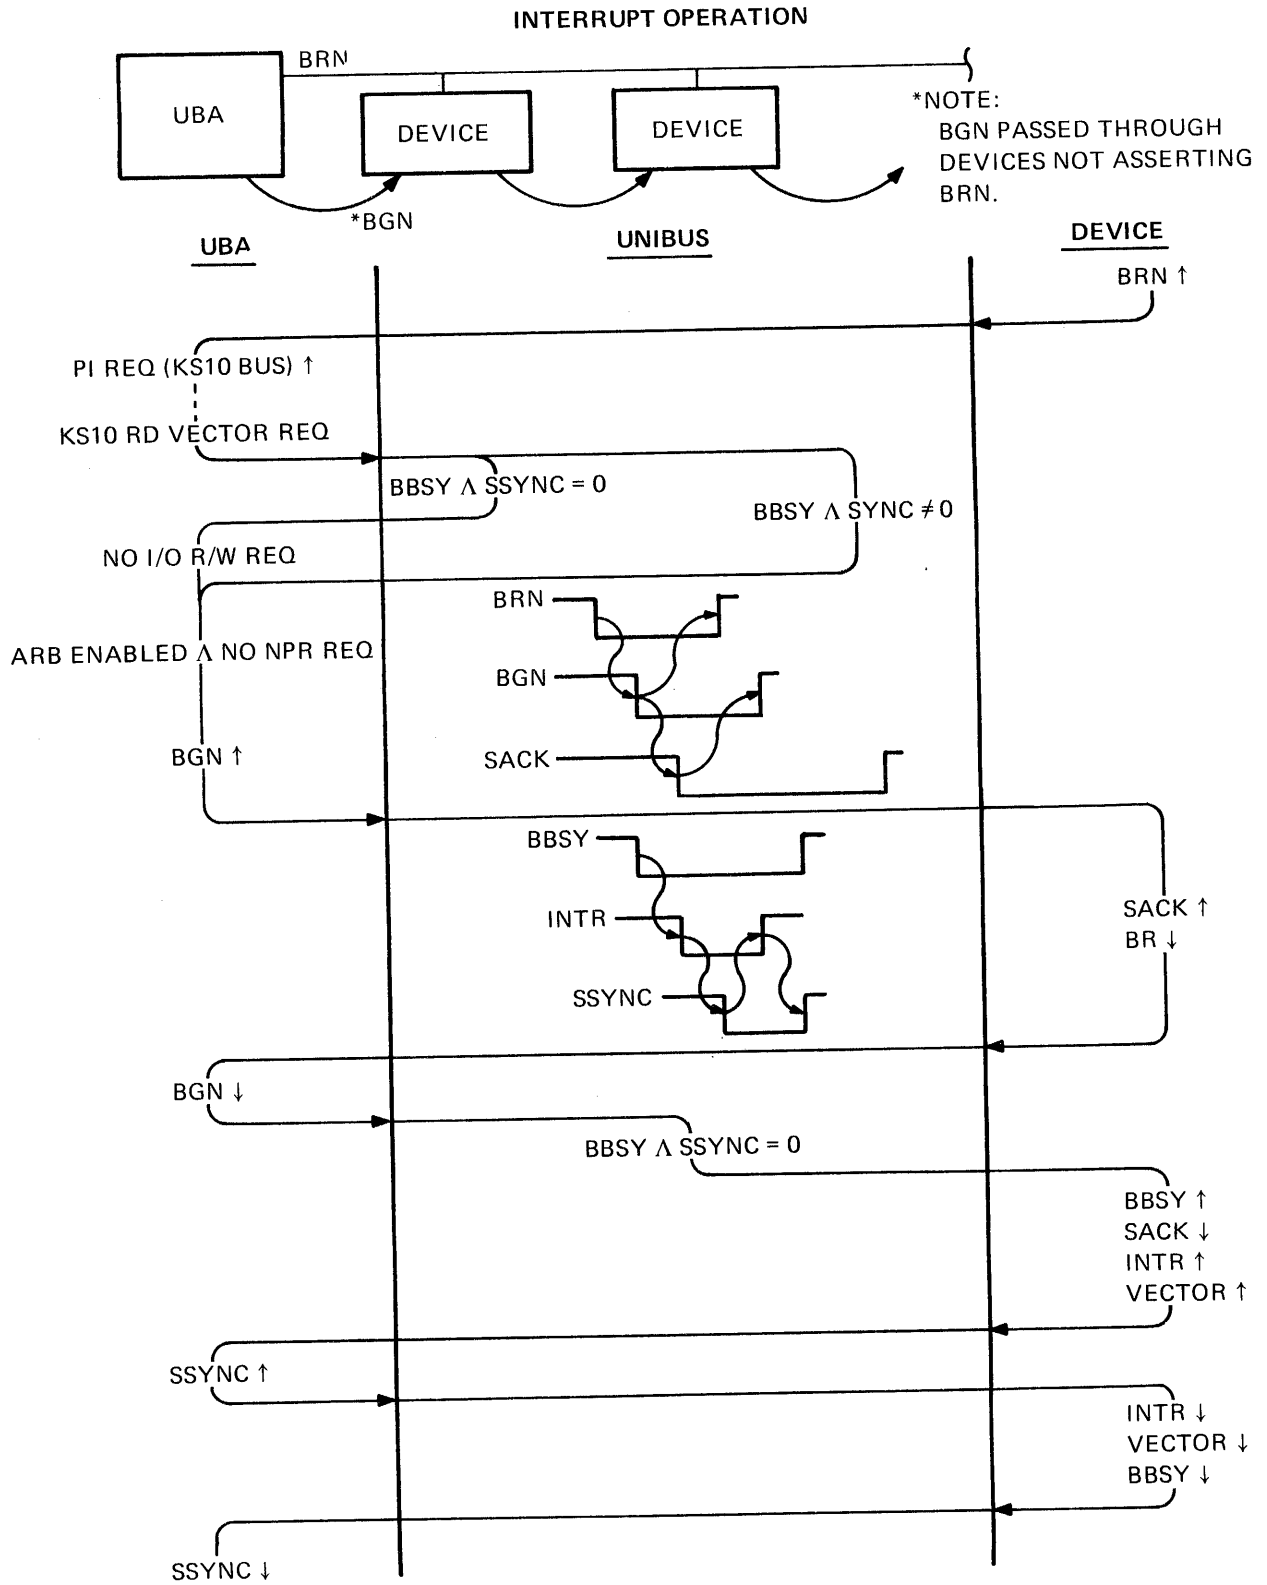 INTERRUPT OPERATION
BRN
UBA
DEVICE
DEVICE
*NOTE:
BGN PASSED THROUGH
DEVICES NOT ASSERTING
BRN.
*BGN
UBA
UNIBUS
DEVICE
BRN ↑
PI REQ (KS10 BUS) ↑
KS10 RD VECTOR REQ
BBSY Λ SSYNC = 0
BBSY Λ SYNC ≠ 0
NO I/O R/W REQ
BRN
ARB ENABLED Λ NO NPR REQ
BGN
BGN ↑
SACK
BBSY
SACK ↑
BR ↓
INTR
SSYNC
BGN ↓
BBSY Λ SSYNC = 0
BBSY ↑
SACK ↓
INTR ↑
VECTOR ↑
SSYNC ↑
INTR ↓
VECTOR ↓
BBSY ↓
SSYNC ↓